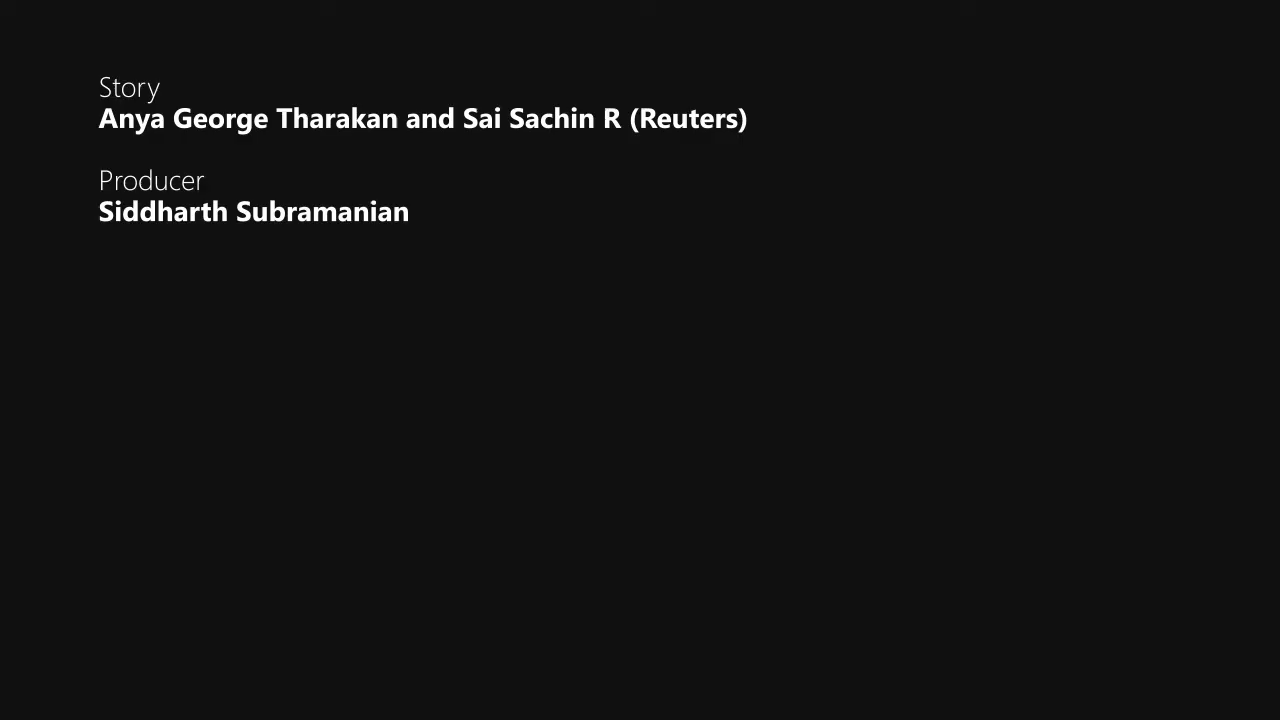 Story
Anya George Tharakan and Sai Sachin R (Reuters)
Producer
Siddharth Subramanian